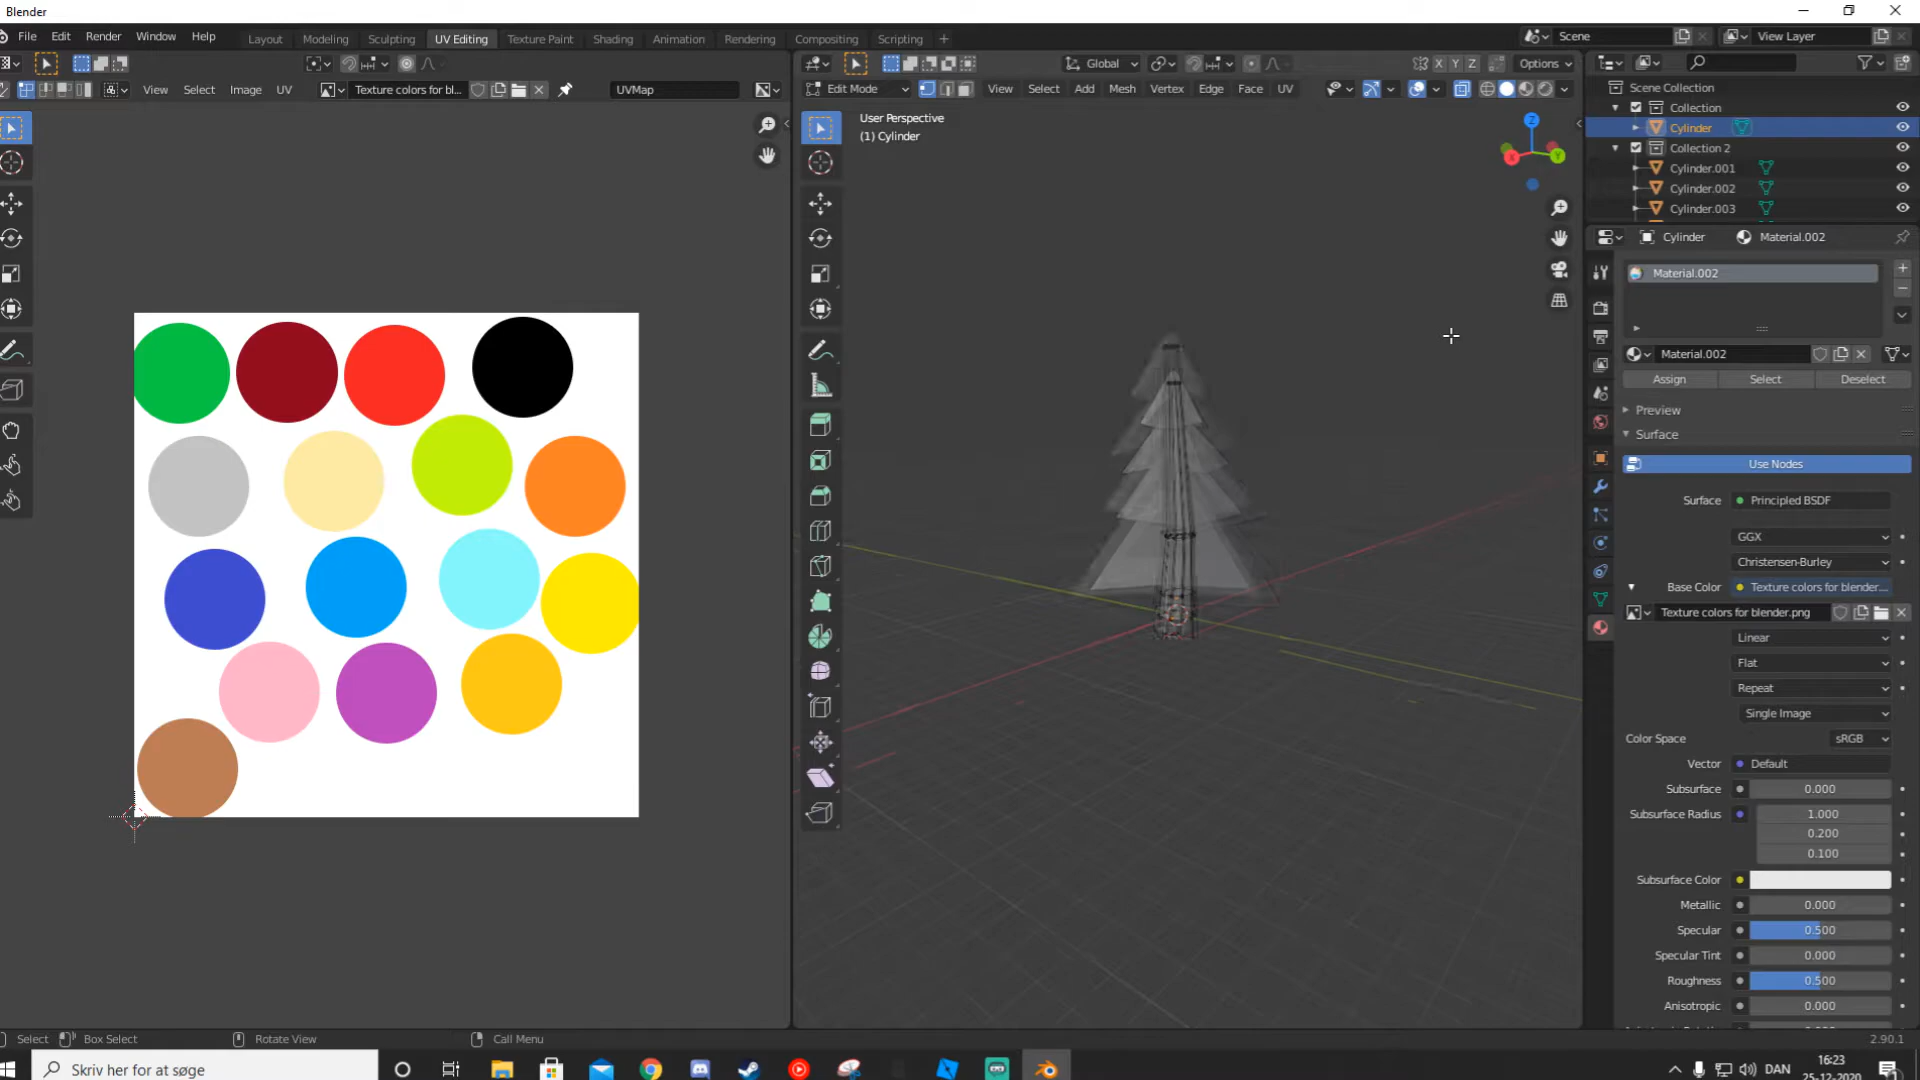 Blender
File Edit Render Window Help
Layout Modeling Sculpting UV Editing Texture Paint Shading Animation Rendering Compositing Scripting
Scene
View Layer
Global
X Y Z
Options
View Select Image UV
Texture colors for bl...
UVMap
Edit Mode
View Select Add Mesh Vertex Edge Face UV
User Perspective
(1) Cylinder
Z
X
Y
Scene Collection
Collection
Cylinder
Collection 2
Cylinder.001
Cylinder.002
Cylinder.003
Cylinder
Material.002
Material.002
Material.002
Assign Select Deselect
Preview
Surface
Use Nodes
Surface Principled BSDF
GGX
Christensen-Burley
Base Color Texture colors for blender...
Texture colors for blender.png
Linear
Flat
Repeat
Single Image
Color Space sRGB
Vector Default
Subsurface 0.000
Subsurface Radius 1.000
0.200
0.100
Subsurface Color
Metallic 0.000
Specular 0.500
Specular Tint 0.000
Roughness 0.500
Anisotropic 0.000
Select Box Select Rotate View Call Menu
2.90.1
Skriv her for at søge
DAN
16:23
25-12-2020